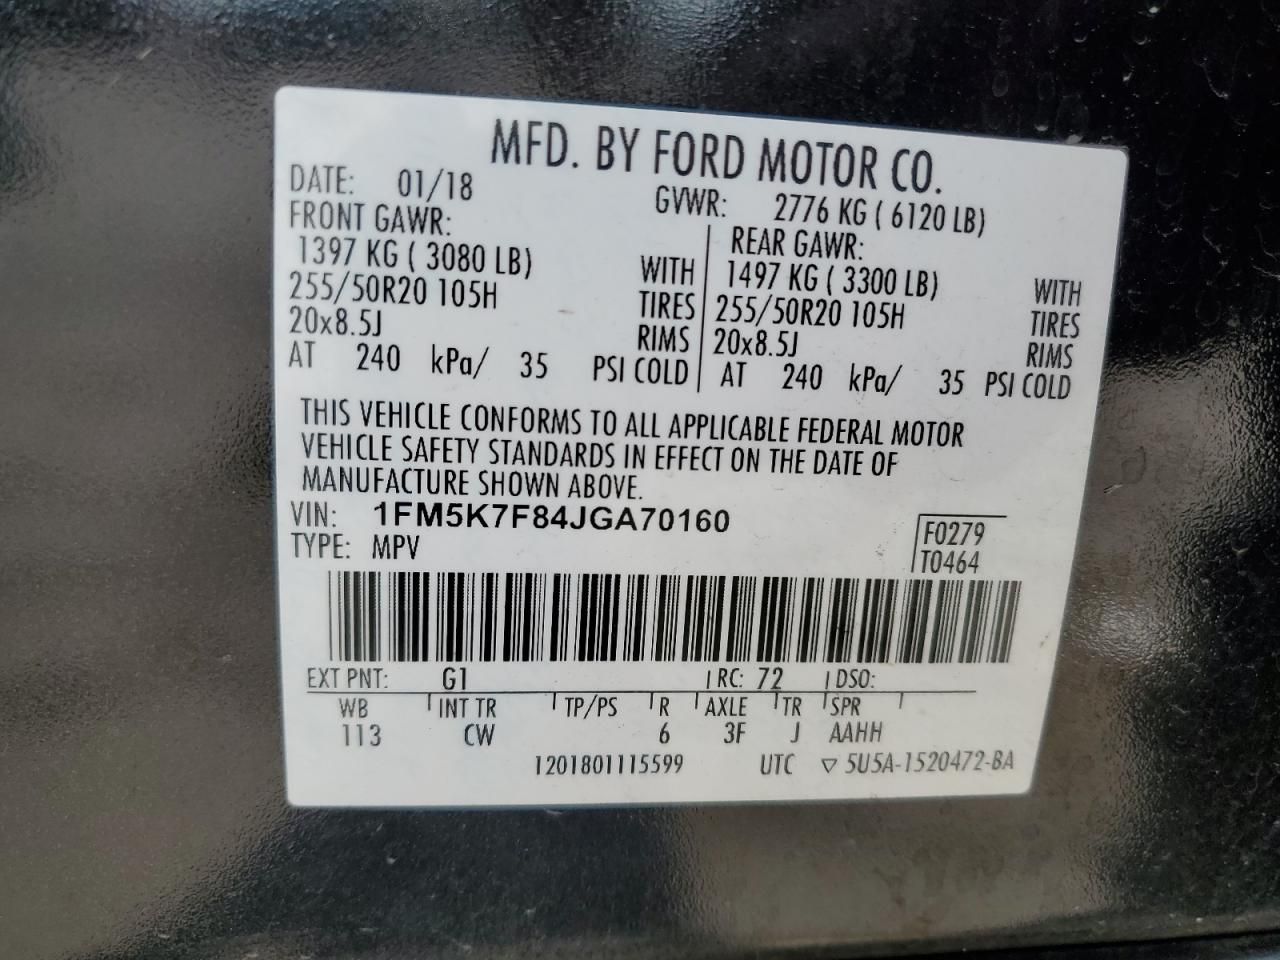 MFD. BY FORD MOTOR CO.
DATE: 01/18 GVWR: 2776 KG ( 6120 LB)
FRONT GAWR: REAR GAWR:
1397 KG ( 3080 LB) WITH 1497 KG ( 3300 LB) WITH
255/50R20 105H TIRES 255/50R20 105H TIRES
20x8.5J RIMS 20x8.5J RIMS
AT 240 kPa/ 35 PSI COLD AT 240 kPa/ 35 PSI COLD
THIS VEHICLE CONFORMS TO ALL APPLICABLE FEDERAL MOTOR
VEHICLE SAFETY STANDARDS IN EFFECT ON THE DATE OF
MANUFACTURE SHOWN ABOVE.
VIN: 1FM5K7F84JGA70160 F0279
TYPE: MPV T0464
EXT PNT: G1 RC: 72 DSO:
WB INT TR TP/PS R AXLE TR SPR
113 CW 6 3F J AAHH
1201801115599 UTC ▽ 5U5A-1520472-BA